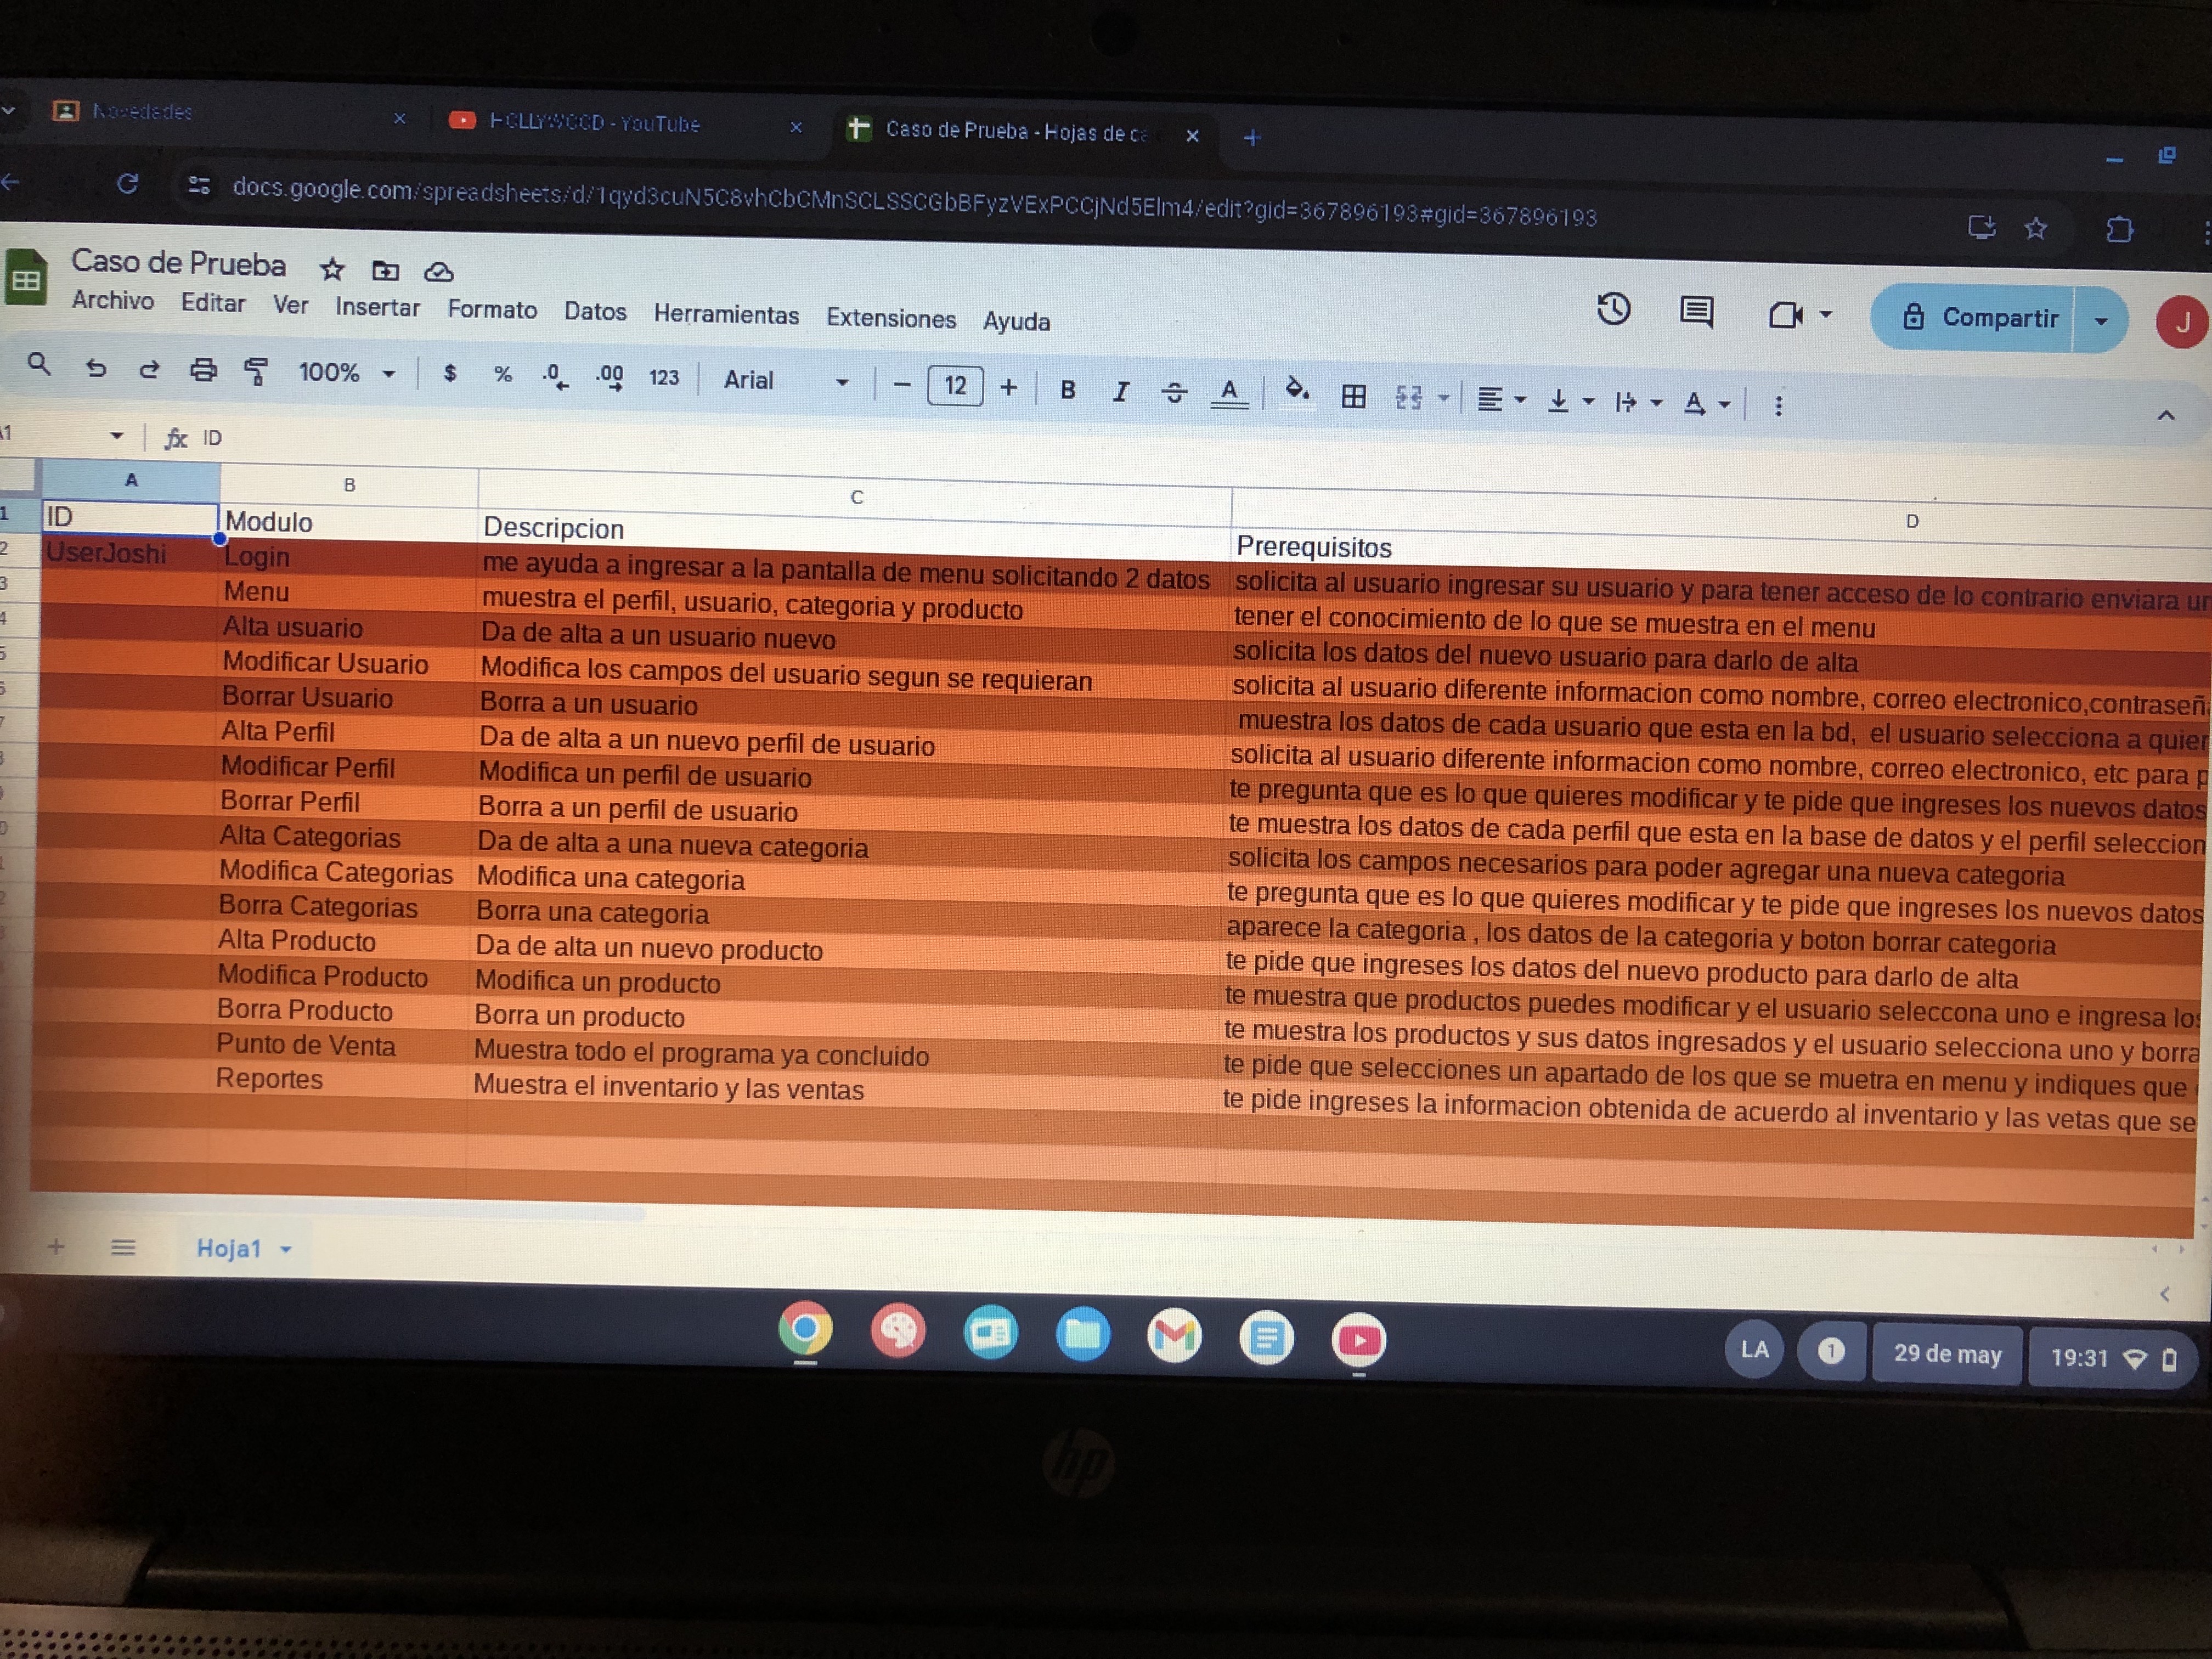 Novedades
HOLLYWOOD - YouTube
Caso de Prueba - Hojas de c
docs.google.com/spreadsheets/d/1qyd3cuN5C8vhCbCMnSCLSSCGbBFyzVExPCCjNd5Elm4/edit?gid=367896193#gid=367896193
Caso de Prueba
Archivo Editar Ver Insertar Formato Datos Herramientas Extensiones Ayuda
Compartir
J
100% $ % .0 .00 123 Arial 12 B I A A
fx ID
A B C D
1 ID Modulo Descripcion Prerequisitos
2 UserJoshi Login me ayuda a ingresar a la pantalla de menu solicitando 2 datos solicita al usuario ingresar su usuario y para tener acceso de lo contrario enviara un
3 Menu muestra el perfil, usuario, categoria y producto tener el conocimiento de lo que se muestra en el menu
4 Alta usuario Da de alta a un usuario nuevo solicita los datos del nuevo usuario para darlo de alta
5 Modificar Usuario Modifica los campos del usuario segun se requieran solicita al usuario diferente informacion como nombre, correo electronico,contraseñ
6 Borrar Usuario Borra a un usuario muestra los datos de cada usuario que esta en la bd, el usuario selecciona a quier
7 Alta Perfil Da de alta a un nuevo perfil de usuario solicita al usuario diferente informacion como nombre, correo electronico, etc para p
Modificar Perfil Modifica un perfil de usuario te pregunta que es lo que quieres modificar y te pide que ingreses los nuevos datos
Borrar Perfil Borra a un perfil de usuario te muestra los datos de cada perfil que esta en la base de datos y el perfil seleccion
Alta Categorias Da de alta a una nueva categoria solicita los campos necesarios para poder agregar una nueva categoria
Modifica Categorias Modifica una categoria te pregunta que es lo que quieres modificar y te pide que ingreses los nuevos datos
Borra Categorias Borra una categoria aparece la categoria , los datos de la categoria y boton borrar categoria
Alta Producto Da de alta un nuevo producto te pide que ingreses los datos del nuevo producto para darlo de alta
Modifica Producto Modifica un producto te muestra que productos puedes modificar y el usuario seleccona uno e ingresa los
Borra Producto Borra un producto te muestra los productos y sus datos ingresados y el usuario selecciona uno y borra
Punto de Venta Muestra todo el programa ya concluido te pide que selecciones un apartado de los que se muetra en menu y indiques que
Reportes Muestra el inventario y las ventas te pide ingreses la informacion obtenida de acuerdo al inventario y las vetas que se
Hoja1
LA 1 29 de may 19:31
hp